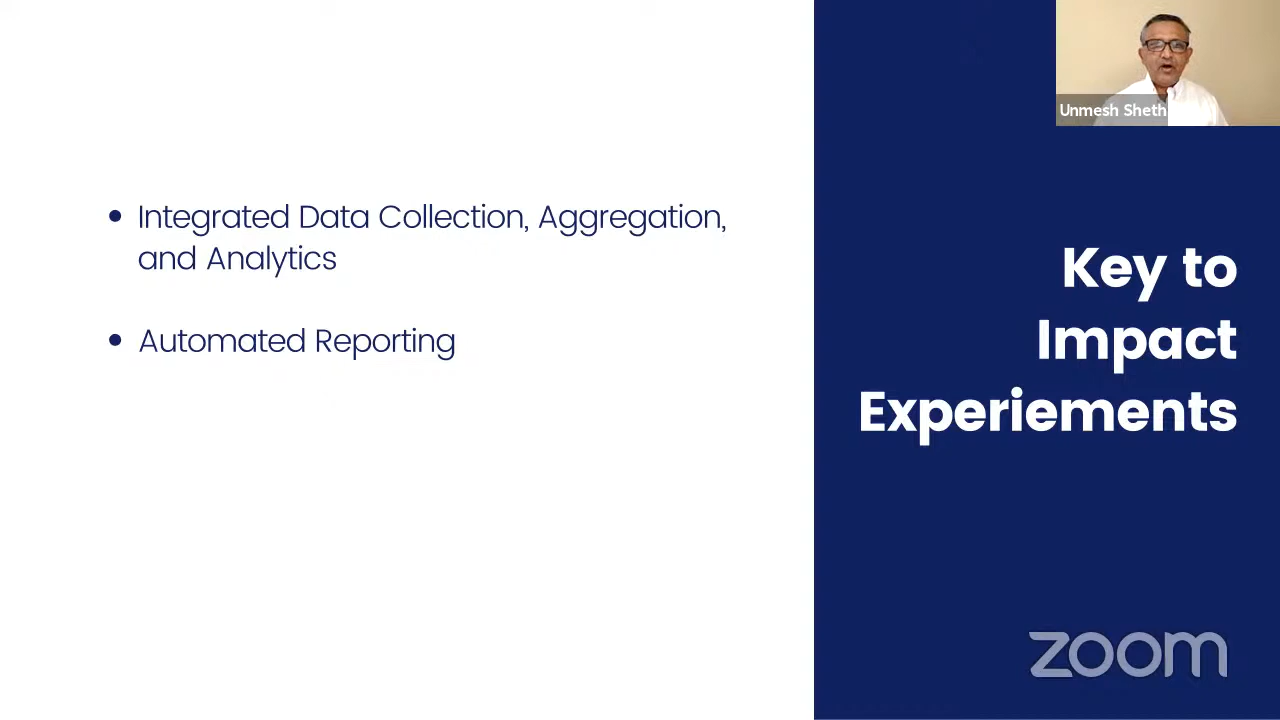 Unmesh Sheth
Integrated Data Collection, Aggregation,
and Analytics
Automated Reporting
Key to
Impact
Experiements
zoom